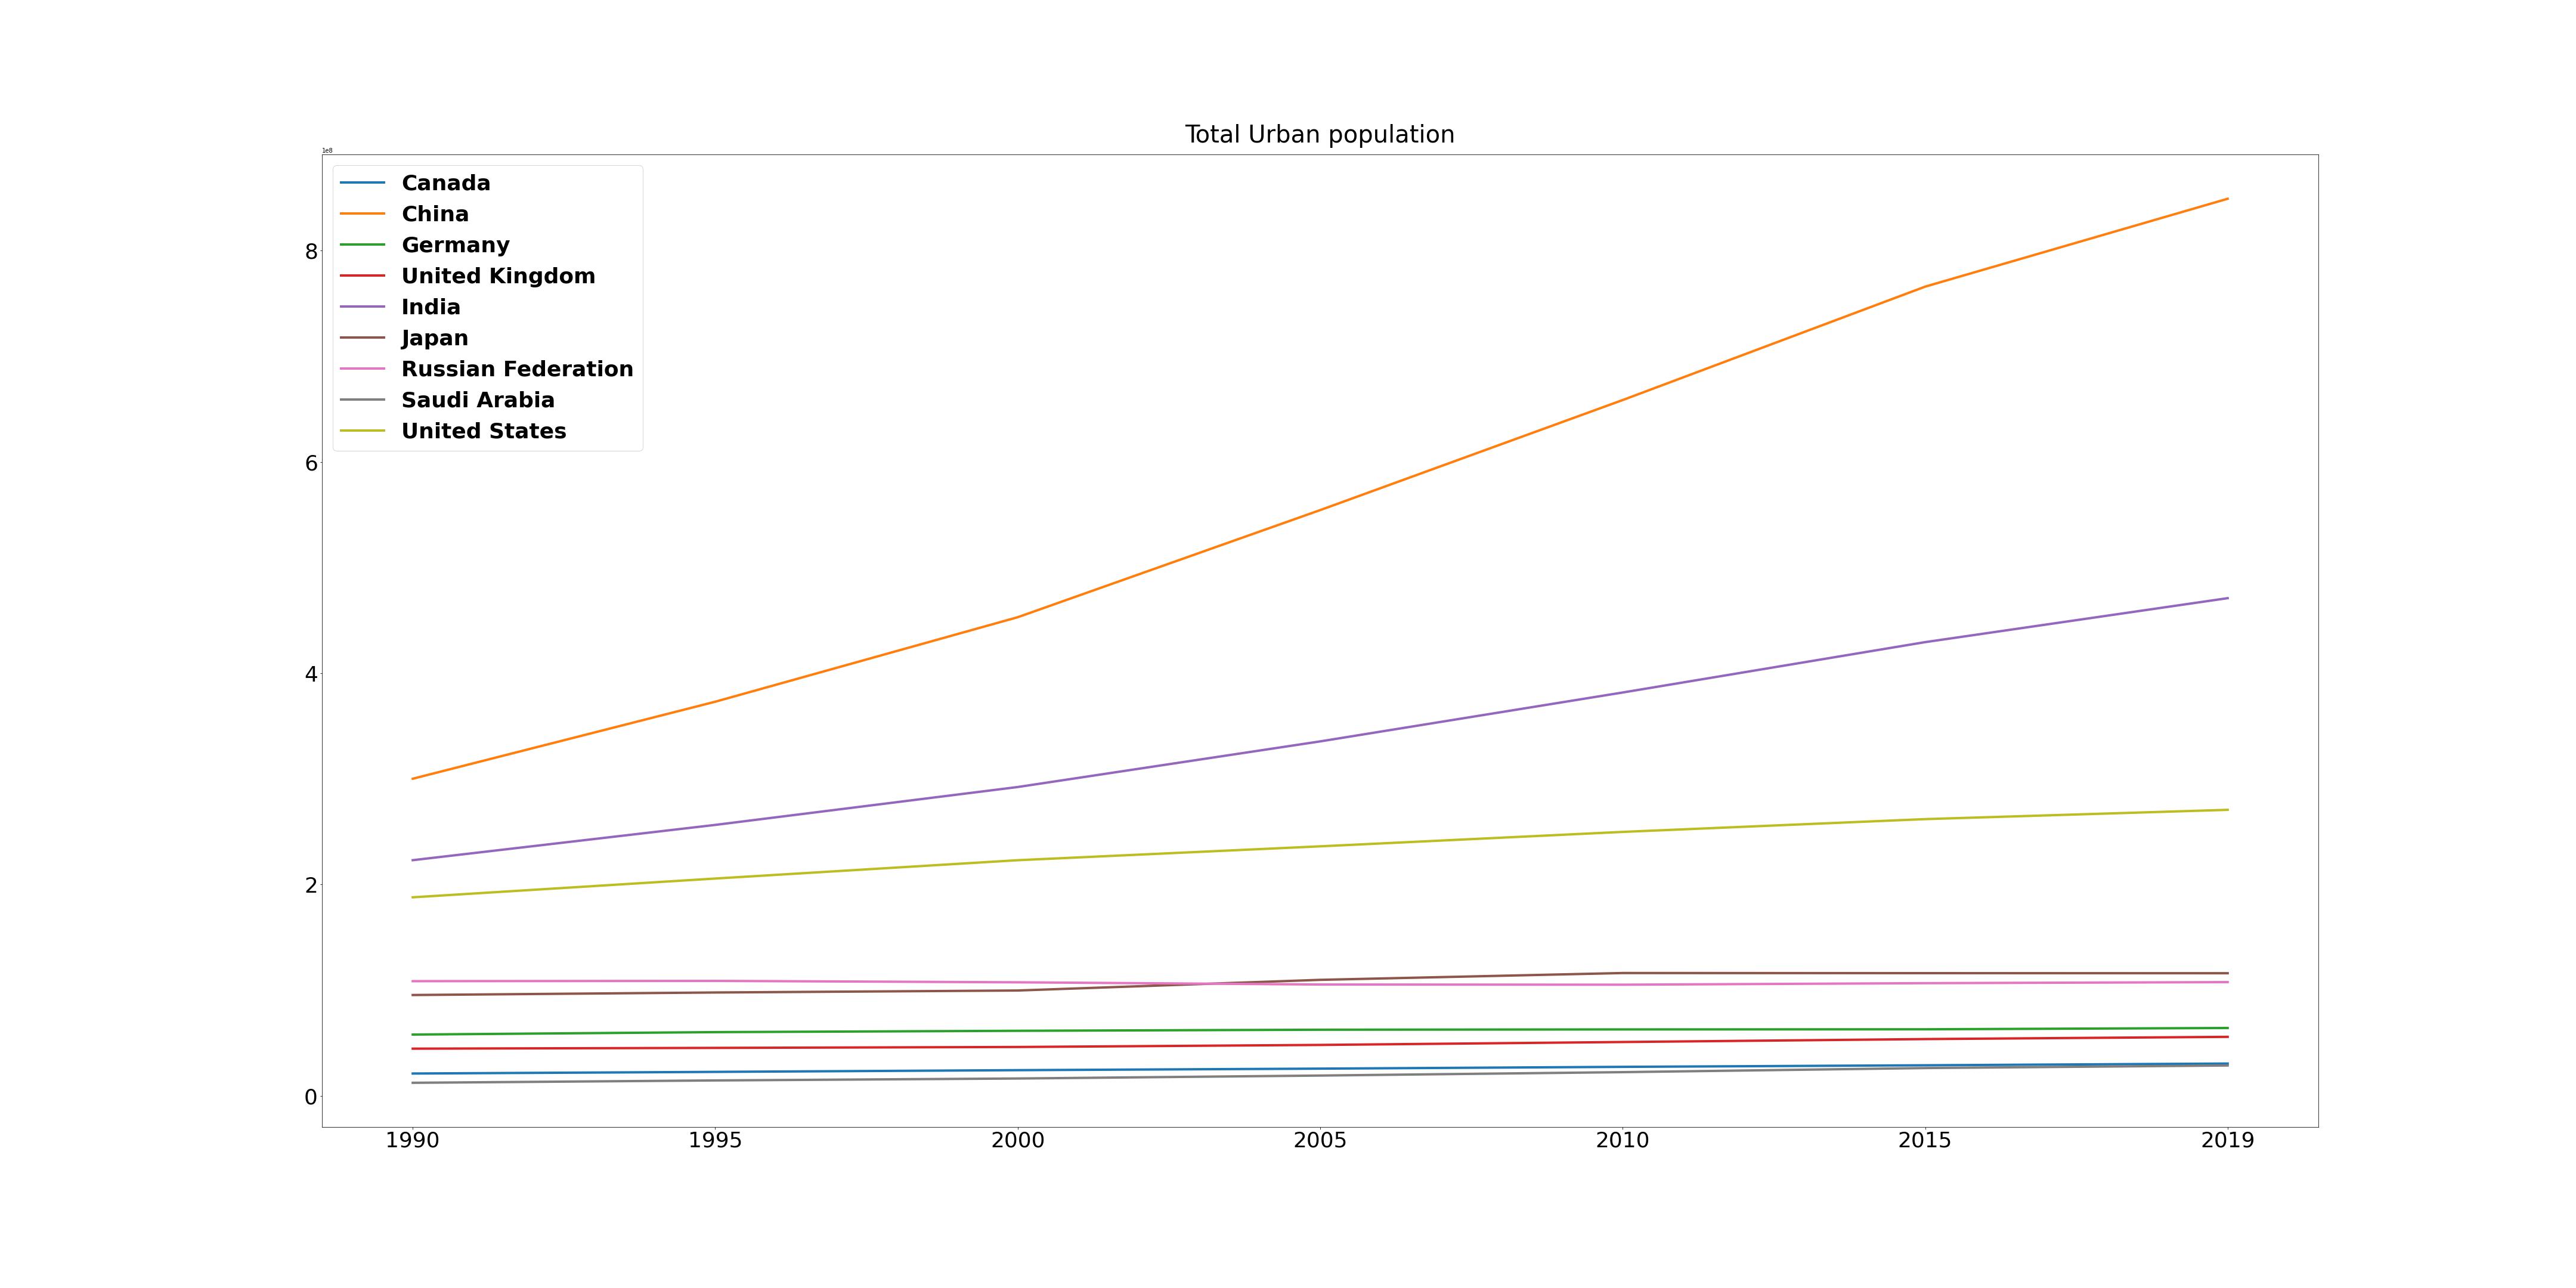 Total Urban population
1e8
Canada
China
Germany
United Kingdom
India
Japan
Russian Federation
Saudi Arabia
United States
8
6
4
2
0
1990 1995 2000 2005 2010 2015 2019